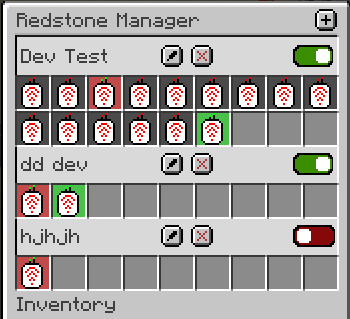 Redstone Manager
Dev Test
dd dev
hjhjh
Inventory